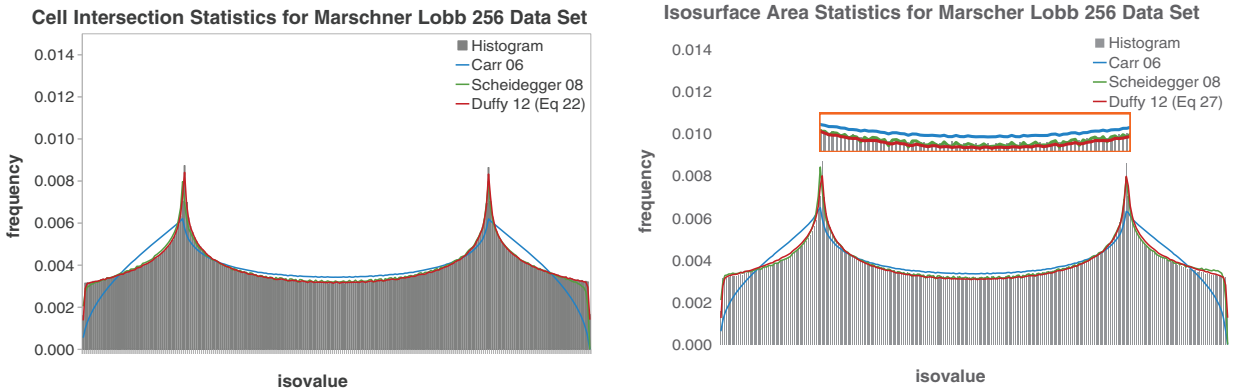 Cell Intersection Statistics for Marschner Lobb 256 Data Set
0.014
0.012
0.010
0.008
0.006
0.004
0.002
0.000
frequency
isovalue
Histogram
Carr 06
Scheidegger 08
Duffy 12 (Eq 22)
Isosurface Area Statistics for Marscher Lobb 256 Data Set
0.014
0.012
0.010
0.008
0.006
0.004
0.002
0.000
frequency
isovalue
Histogram
Carr 06
Scheidegger 08
Duffy 12 (Eq 27)